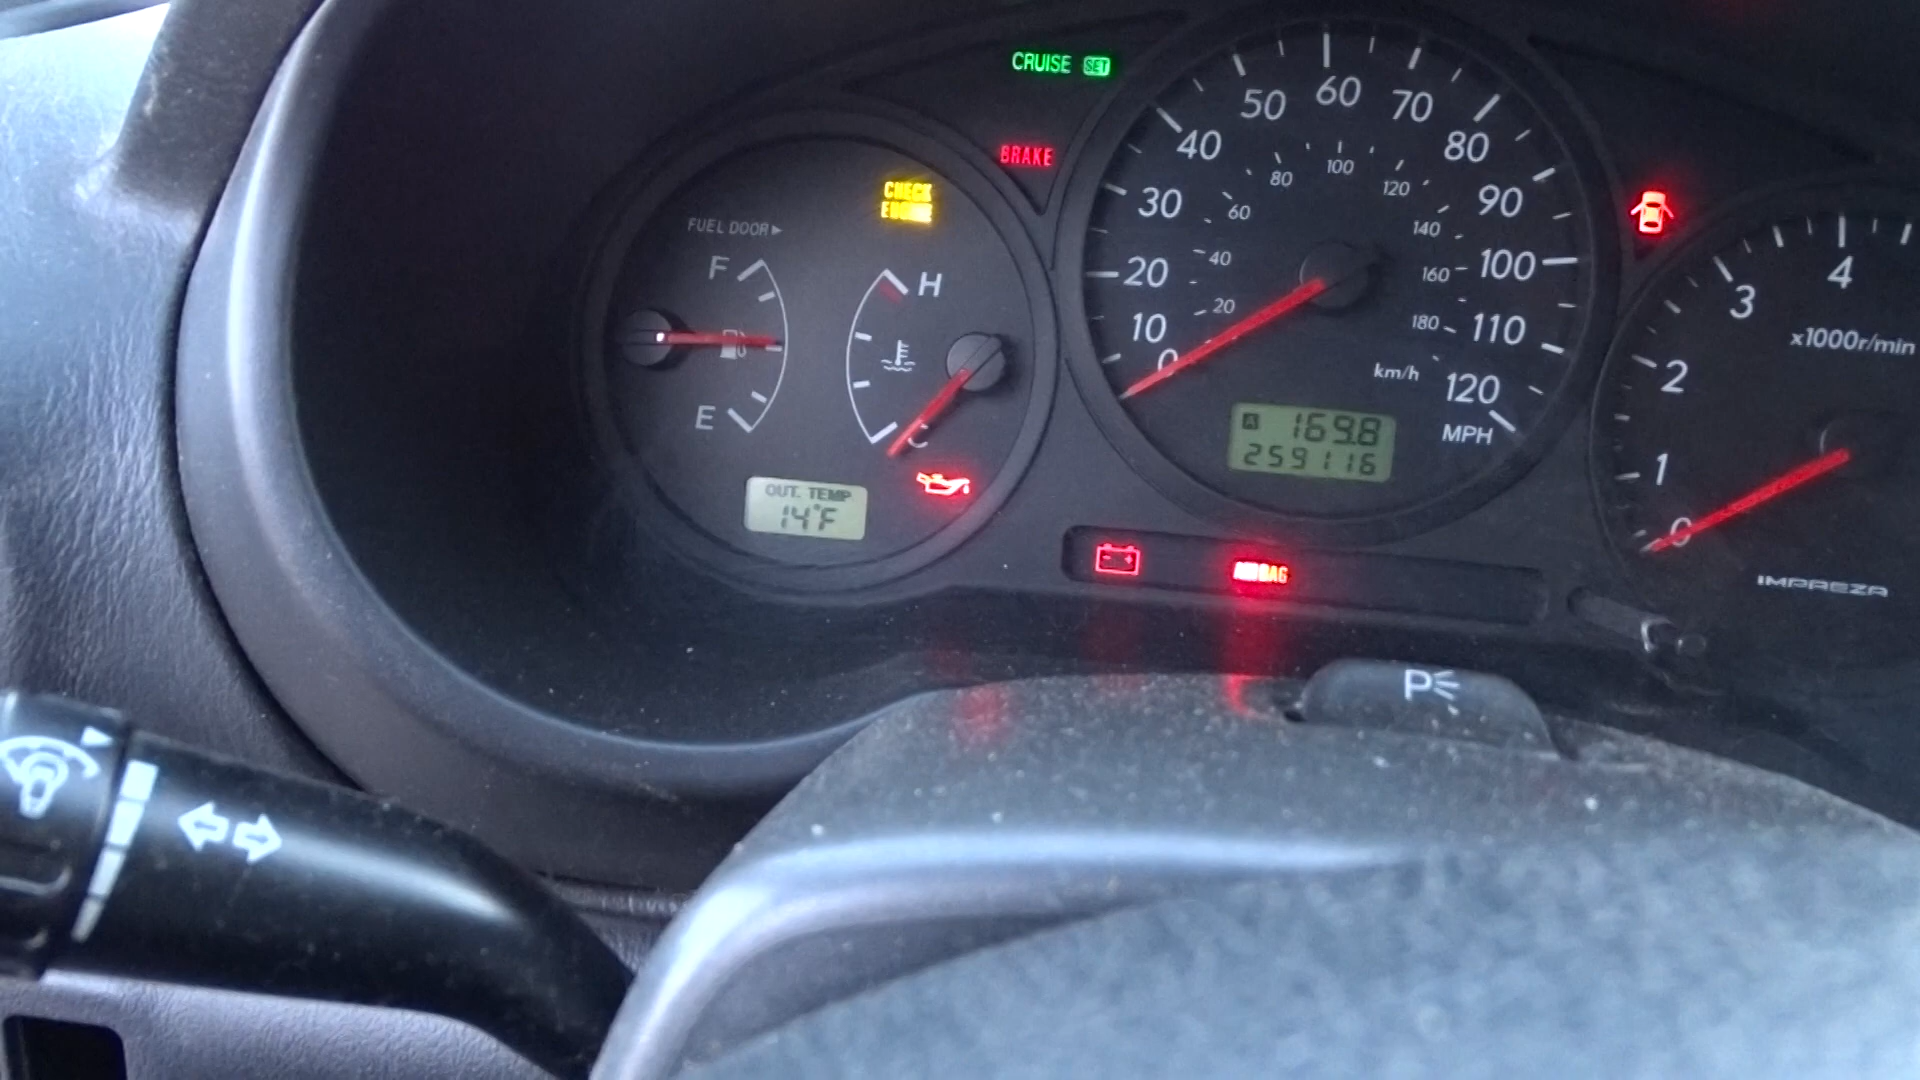 CRUISE SET
BRAKE
CHECK
ENGINE
FUEL DOOR
F
E
H
C
OUT. TEMP
14°F
0
10
20
30
40
50
60
70
80
90
100
110
120
20
40
60
80
100
120
140
160
180
km/h
MPH
A 169.8
259116
AIRBAG
0
1
2
3
4
x1000r/min
IMPREZA
P